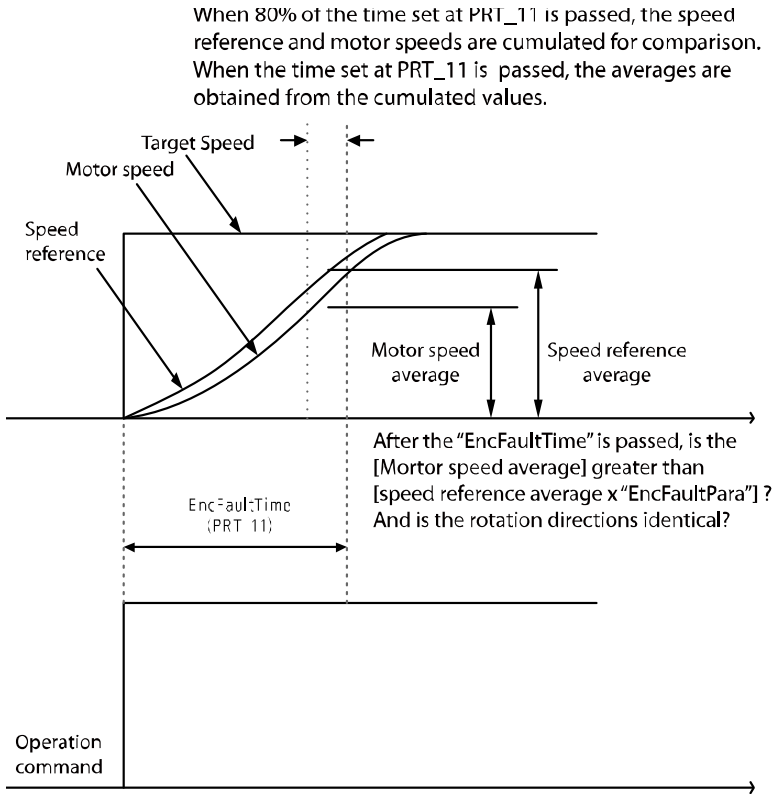 When 80% of the time set at PRT_11 is passed, the speed
reference and motor speeds are cumulated for comparison.
When the time set at PRT_11 is passed, the averages are
obtained from the cumulated values.
Target Speed
Motor speed
Speed
reference
Motor speed
average
Speed reference
average
After the "EncFaultTime" is passed, is the
[Mortor speed average] greater than
[speed reference average x "EncFaultPara"] ?
And is the rotation directions identical?
EncFaultTime
(PRT 11)
Operation
command